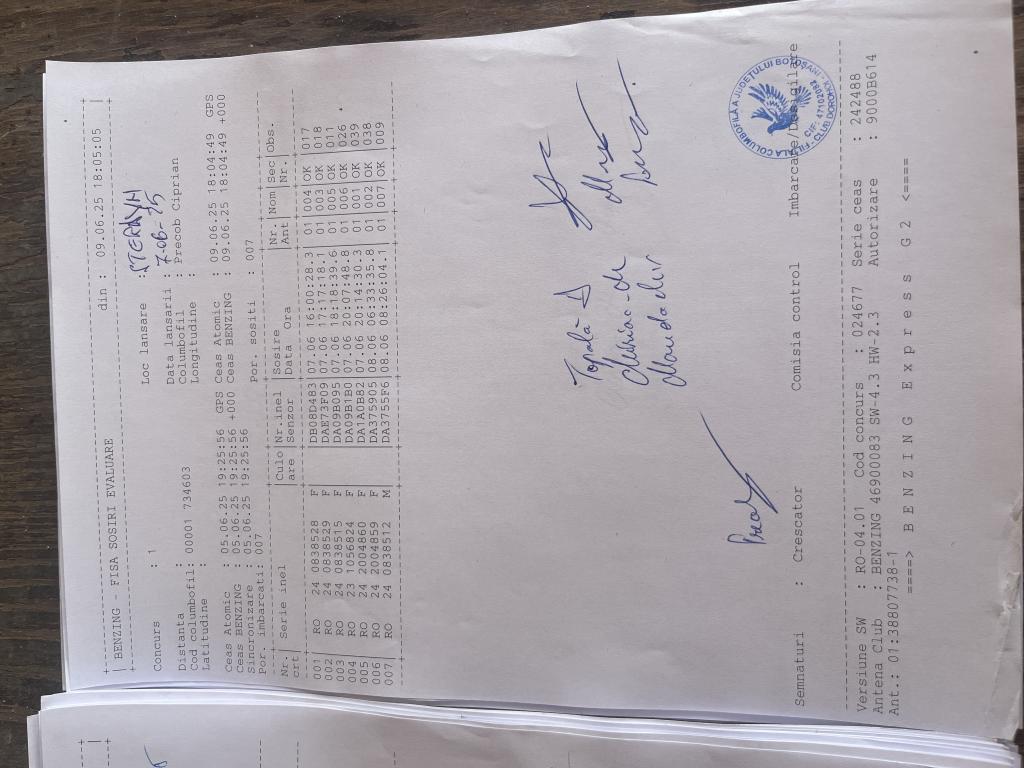 BENZING - FISA SOSIRI EVALUARE din : 09.06.25 18:05:05
Concurs : 1 Loc lansare :
Distanta : Data lansarii : 7-06-25
Cod columbofil: 00001 734603 Columbofil : Precob Ciprian
Latitudine : Longitudine :
Ceas Atomic : 05.06.25 19:25:56 GPS Ceas Atomic : 09.06.25 18:04:49 GPS
Ceas BENZING : 05.06.25 19:25:56 +000 Ceas BENZING : 09.06.25 18:04:49 +000
Sincronizare : 05.06.25 19:25:56
Por. imbarcati: 007 Por. sositi : 007
Nr.| Serie inel |Culo|Nr.inel |Sosire |Nr.|Nom|Sec|Obs.
crt| |are |Senzor |Data Ora |Ant| |Nr.|
001 | RO 24 0838528 F | |DB08D483|07.06 16:00:28.3| 01|004|OK |017
002 | RO 24 0838529 F | |DAE73F09|07.06 17:17:18.1| 01|003|OK |018
003 | RO 24 0838515 F | |DA09B505|07.06 18:18:39.6| 01|005|OK |011
004 | RO 23 1056824 F | |DA0B1B0|07.06 20:07:48.8| 01|006|OK |026
005 | RO 24 2004860 F | |DA1A0B82|07.06 20:14:30.3| 01|001|OK |039
006 | RO 24 2004859 F | |DA375905|08.06 06:33:35.8| 01|002|OK |038
007 | RO 24 0838512 M | |DA3755F6|08.06 08:26:04.1| 01|007|OK |009
Semnaturi : Crescator Comisia control Imbarcare/Desigilare
FILIALA COLUMBOFILA A JUDETULUI BOTOSANI
CLUB DOROHOI
Versiune SW : RO-04.01 Cod concurs : 024677 Serie ceas : 242488
Antena Club : BENZING 46900083 SW-4.3 HW-2.3 Autorizare : 9000B614
Ant.: 01:38807730-1
====> B E N Z I N G E x p r e s s G 2 <====